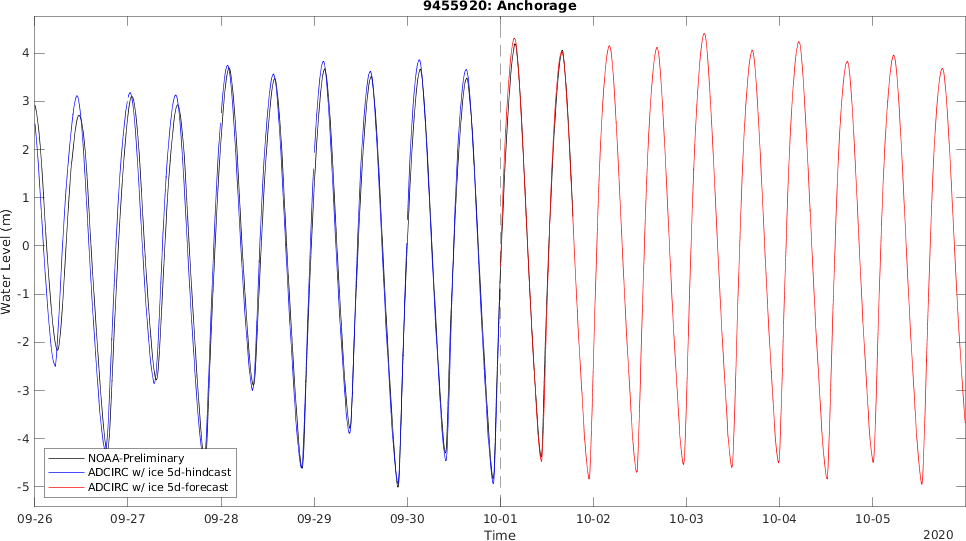 9455920: Anchorage
Water Level (m)
4
3
2
1
0
-1
-2
-3
-4
-5
NOAA-Preliminary
ADCIRC w/ ice 5d-hindcast
ADCIRC w/ ice 5d-forecast
09-26 09-27 09-28 09-29 09-30 10-01 10-02 10-03 10-04 10-05
Time
2020